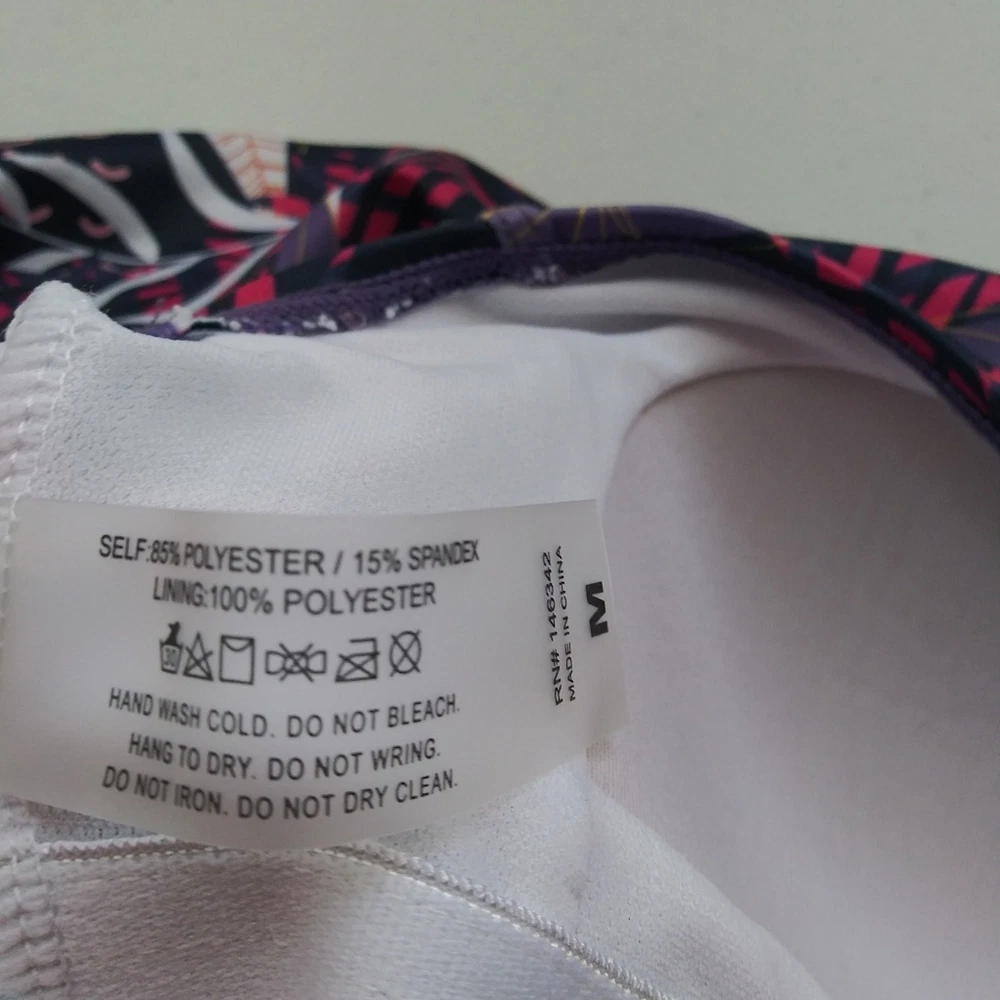 SELF:85% POLYESTER / 15% SPANDEX
LINING:100% POLYESTER
30
HAND WASH COLD. DO NOT BLEACH.
HANG TO DRY. DO NOT WRING.
DO NOT IRON. DO NOT DRY CLEAN.
RN# 146342
MADE IN CHINA
M